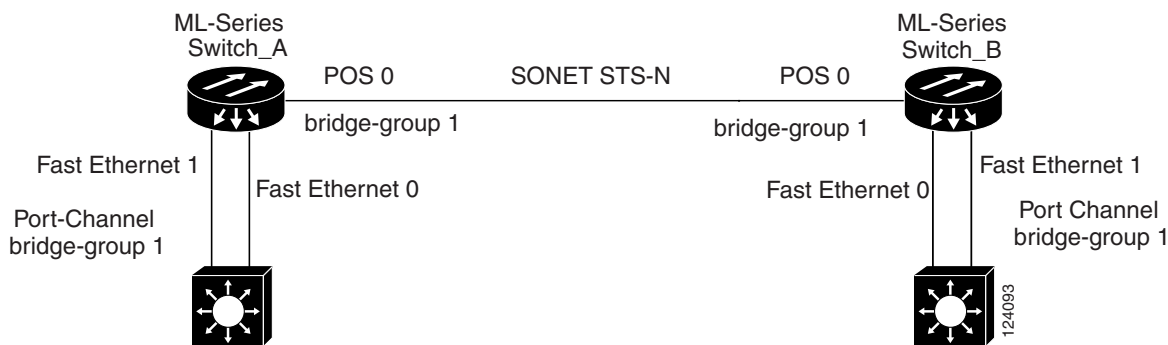 ML-Series
Switch_A
ML-Series
Switch_B
POS 0
SONET STS-N
POS 0
bridge-group 1
bridge-group 1
Fast Ethernet 1
Fast Ethernet 0
Fast Ethernet 0
Fast Ethernet 1
Port-Channel
bridge-group 1
Port Channel
bridge-group 1
124093